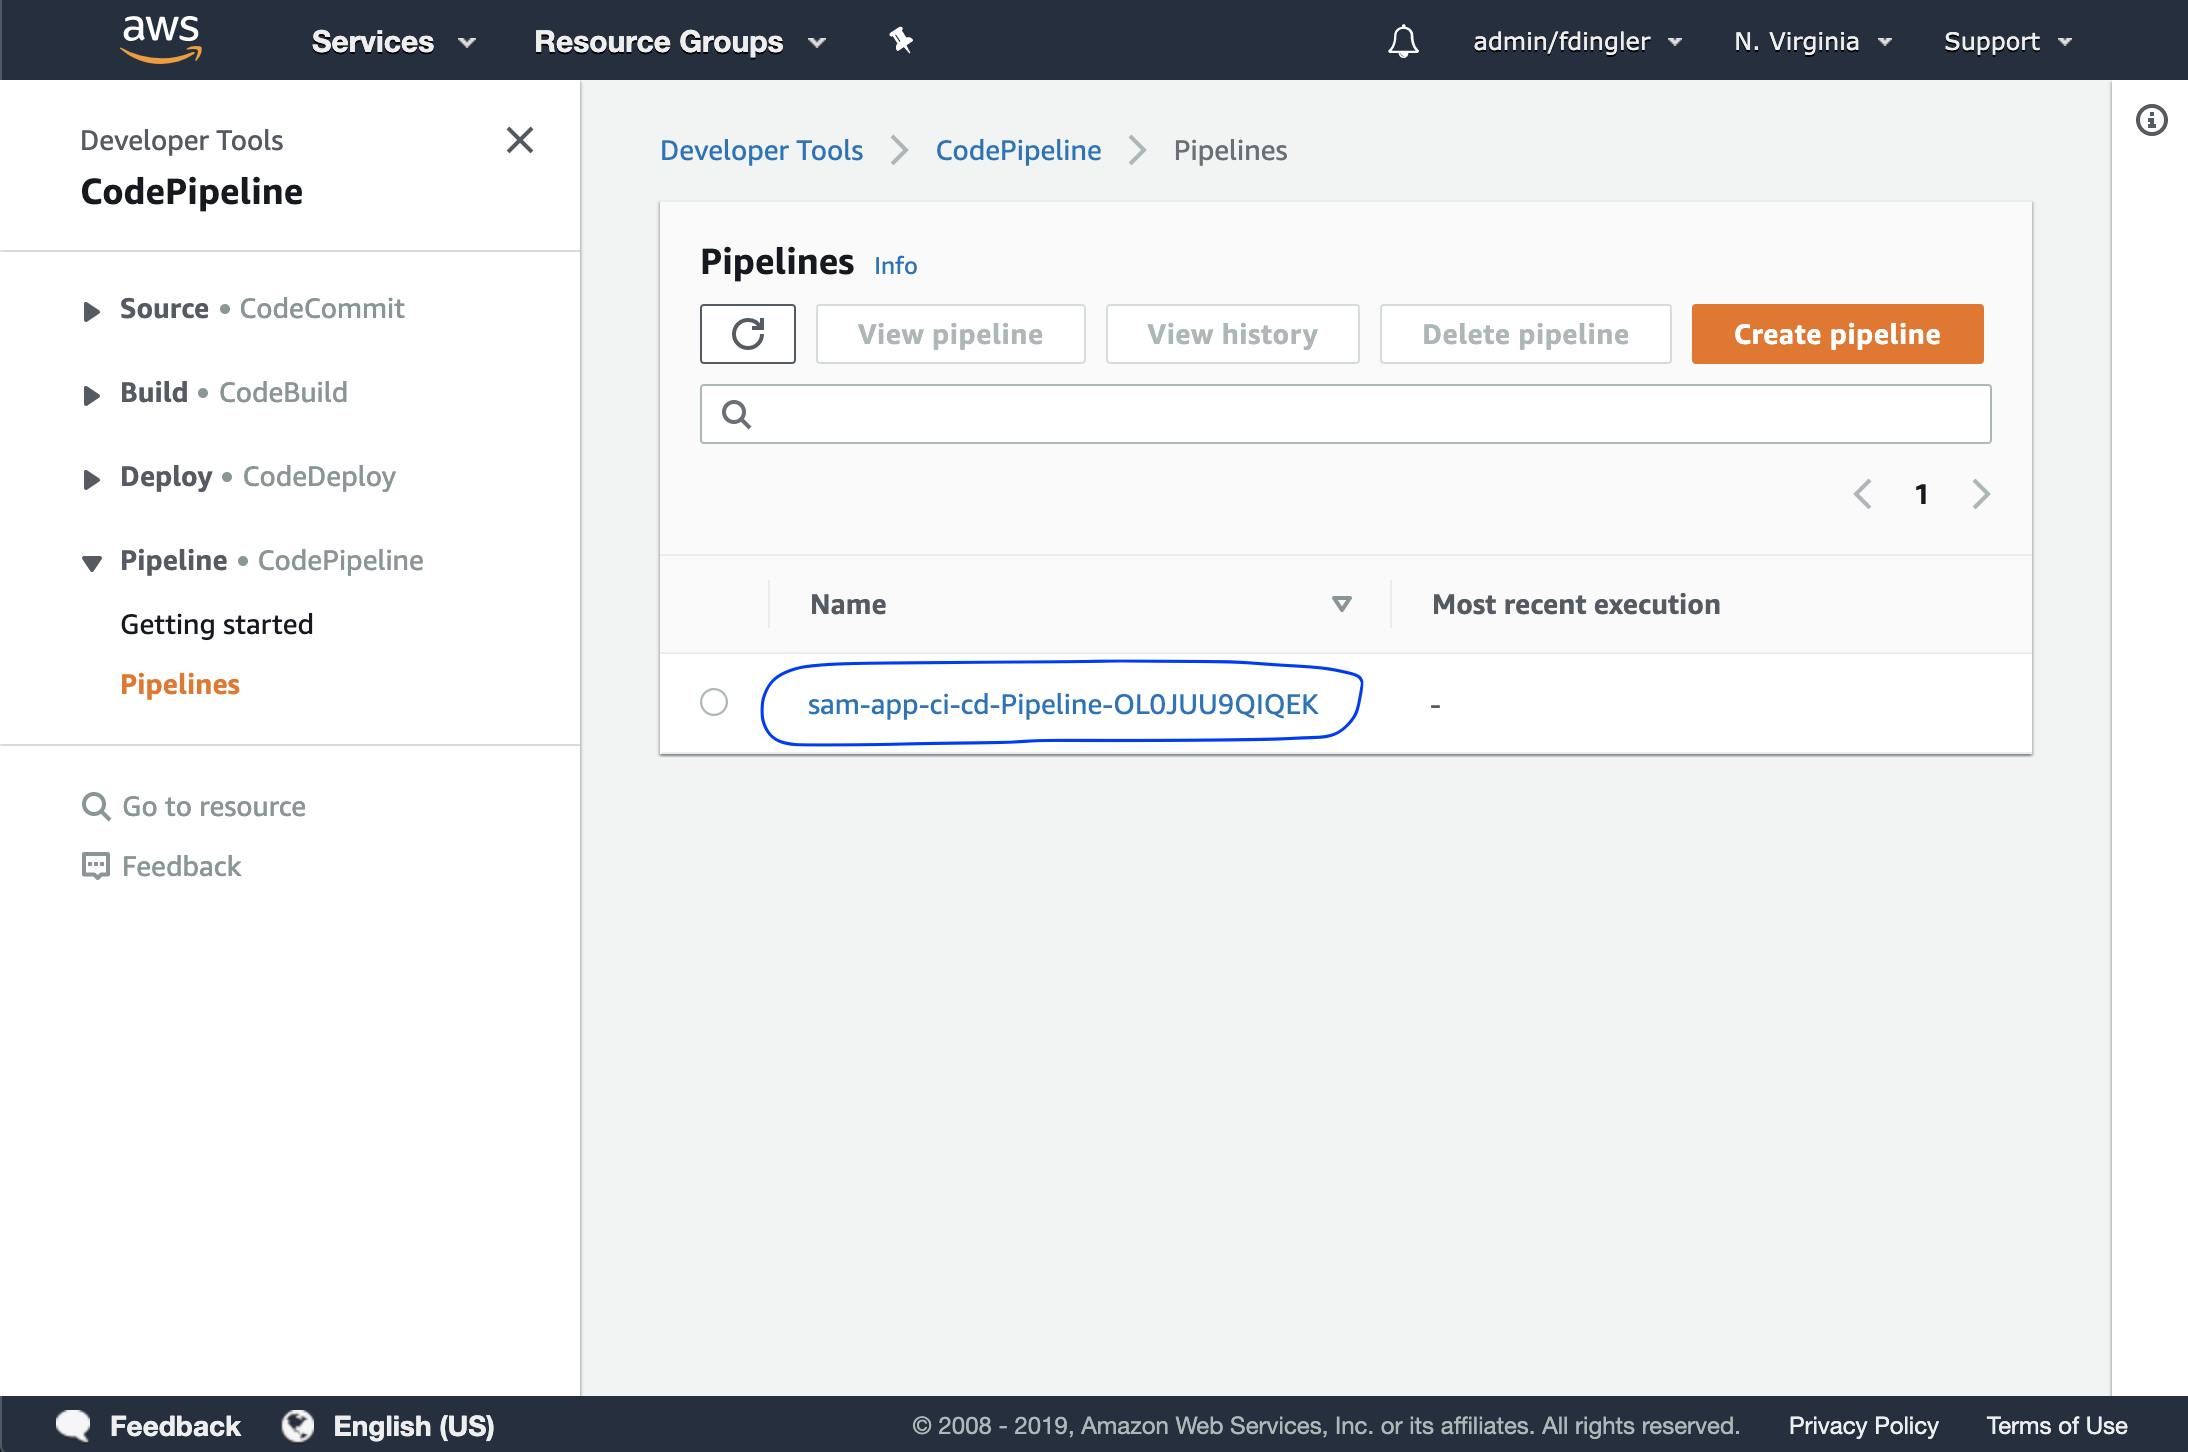 aws Services Resource Groups admin/fdingler N. Virginia Support
Developer Tools
CodePipeline
Source • CodeCommit
Build • CodeBuild
Deploy • CodeDeploy
Pipeline • CodePipeline
Getting started
Pipelines
Go to resource
Feedback
Developer Tools > CodePipeline > Pipelines
Pipelines Info
View pipeline View history Delete pipeline Create pipeline
1
Name Most recent execution
sam-app-ci-cd-Pipeline-OL0JUU9QIQEK -
Feedback English (US) © 2008 - 2019, Amazon Web Services, Inc. or its affiliates. All rights reserved. Privacy Policy Terms of Use